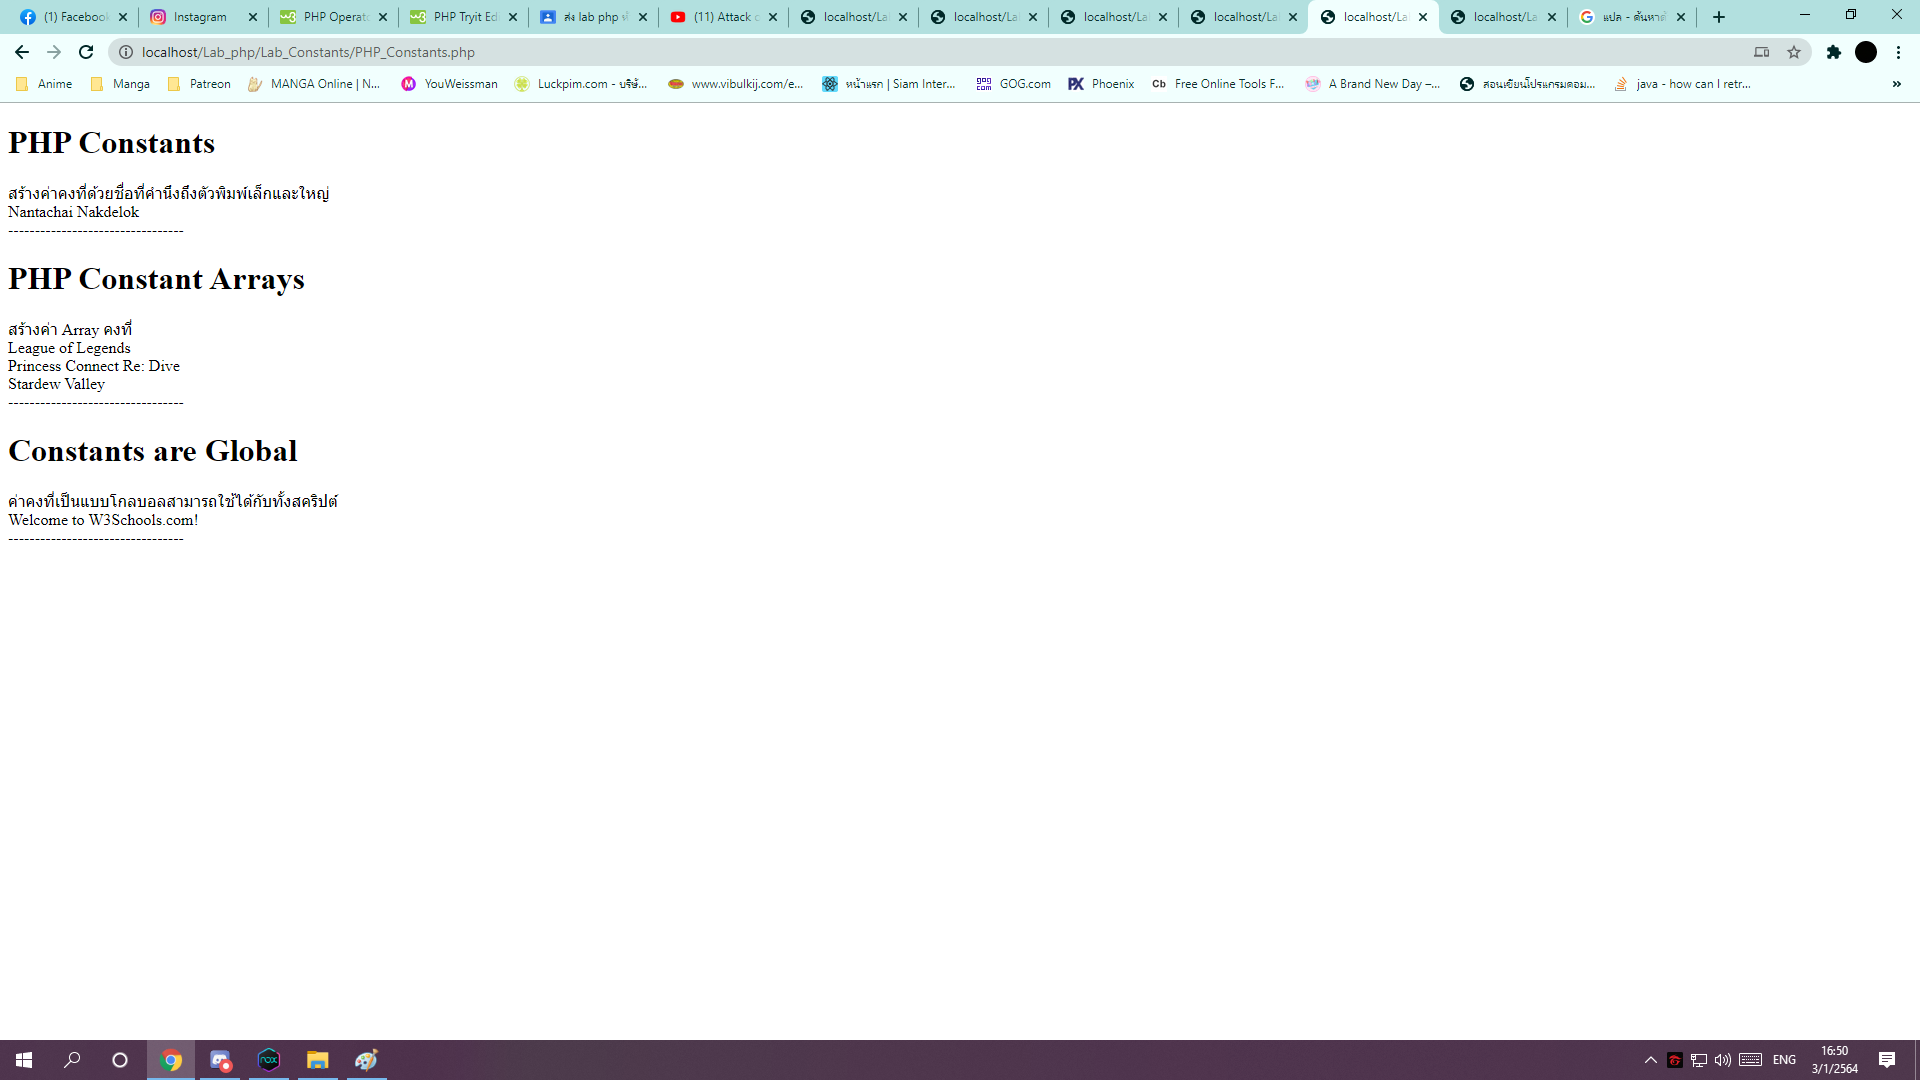 (1) Facebook
Instagram
PHP Operato
PHP Tryit Edi
ส่ง lab php ท
(11) Attack o
localhost/La
localhost/La
localhost/La
localhost/La
localhost/La
localhost/La
แปล - ค้นหาด้
localhost/Lab_php/Lab_Constants/PHP_Constants.php
Anime
Manga
Patreon
MANGA Online | N...
YouWeissman
Luckpim.com - บริษั...
www.vibulkij.com/e...
หน้าแรก | Siam Inter...
GOG.com
Phoenix
Free Online Tools F...
A Brand New Day –...
สอนเขียนโปรแกรมคอม...
java - how can I retr...
»
PHP Constants
สร้างค่าคงที่ด้วยชื่อที่คำนึงถึงตัวพิมพ์เล็กและใหญ่
Nantachai Nakdelok
---------------------------------
PHP Constant Arrays
สร้างค่า Array คงที่
League of Legends
Princess Connect Re: Dive
Stardew Valley
---------------------------------
Constants are Global
ค่าคงที่เป็นแบบโกลบอลสามารถใช้ได้กับทั้งสคริปต์
Welcome to W3Schools.com!
---------------------------------
ENG
16:50
3/1/2564